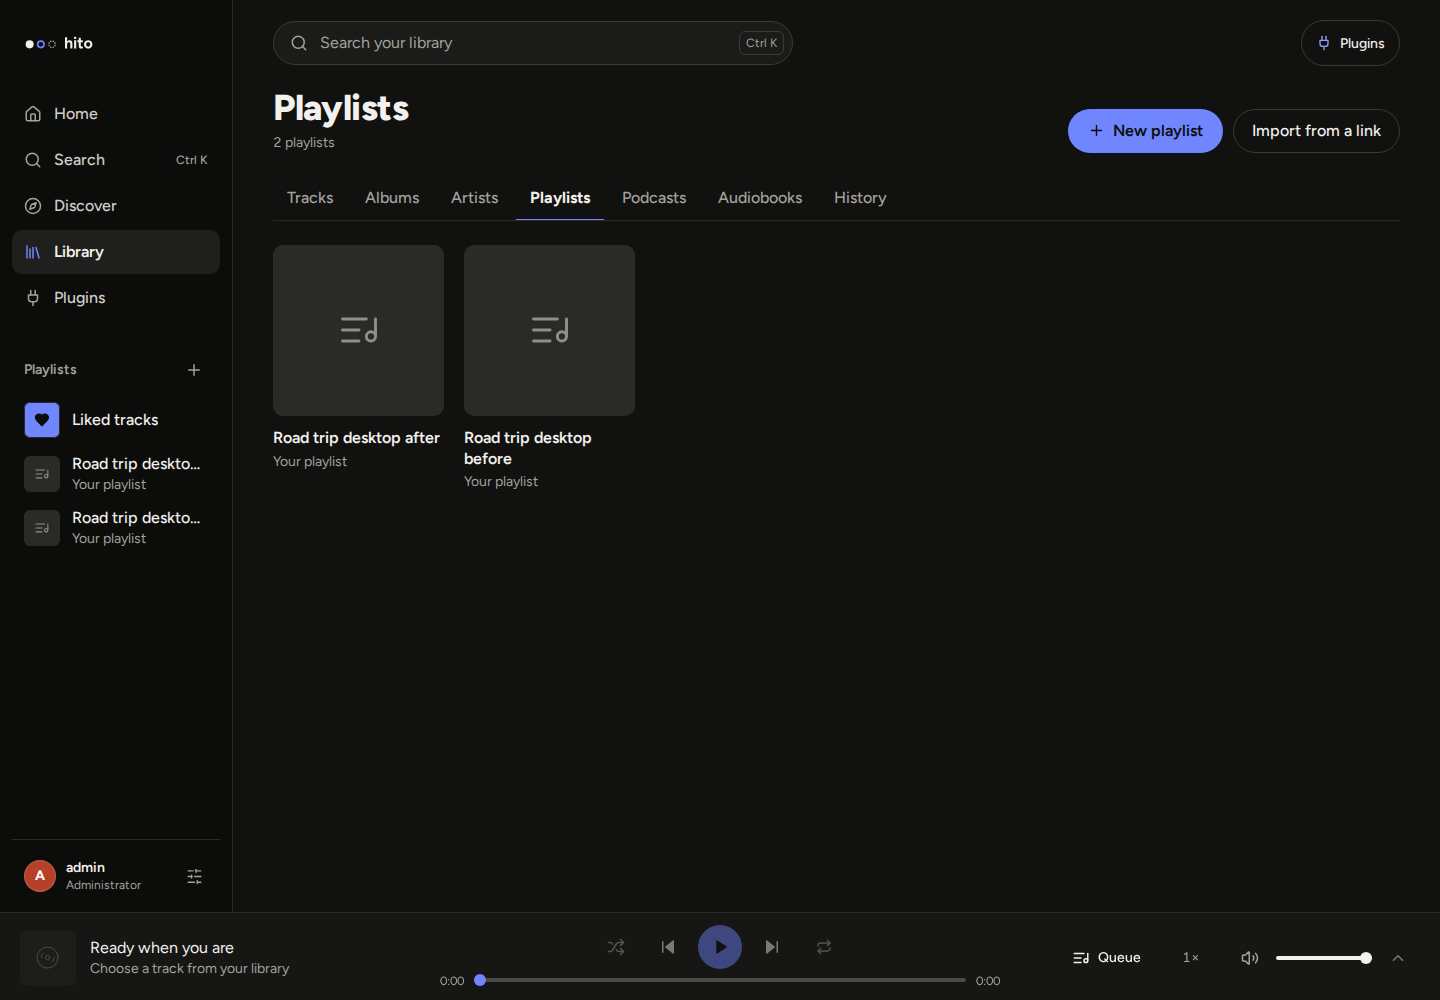 hito
Search your library
Ctrl K
Plugins
Home
Search
Ctrl K
Discover
Library
Plugins
Playlists
Liked tracks
Road trip deskto...
Your playlist
Road trip deskto...
Your playlist
admin
Administrator
A
Playlists
2 playlists
New playlist
Import from a link
Tracks
Albums
Artists
Playlists
Podcasts
Audiobooks
History
Road trip desktop after
Your playlist
Road trip desktop
before
Your playlist
Ready when you are
Choose a track from your library
0:00
0:00
Queue
1×